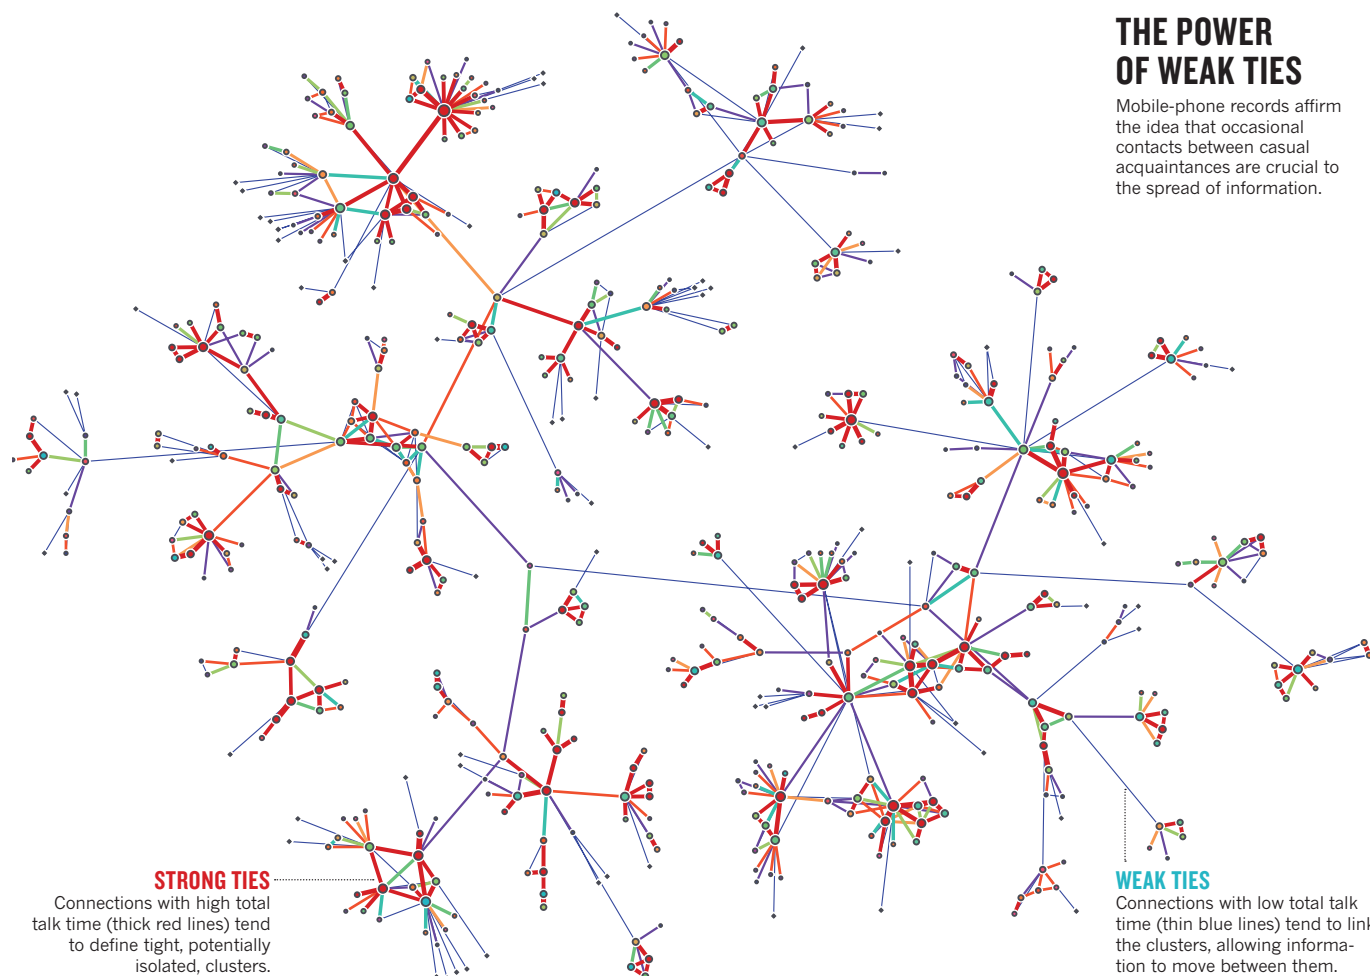 THE POWER
OF WEAK TIES
Mobile-phone records affirm
the idea that occasional
contacts between casual
acquaintances are crucial to
the spread of information.
STRONG TIES
Connections with high total
talk time (thick red lines) tend
to define tight, potentially
isolated, clusters.
WEAK TIES
Connections with low total talk
time (thin blue lines) tend to link
the clusters, allowing informa-
tion to move between them.